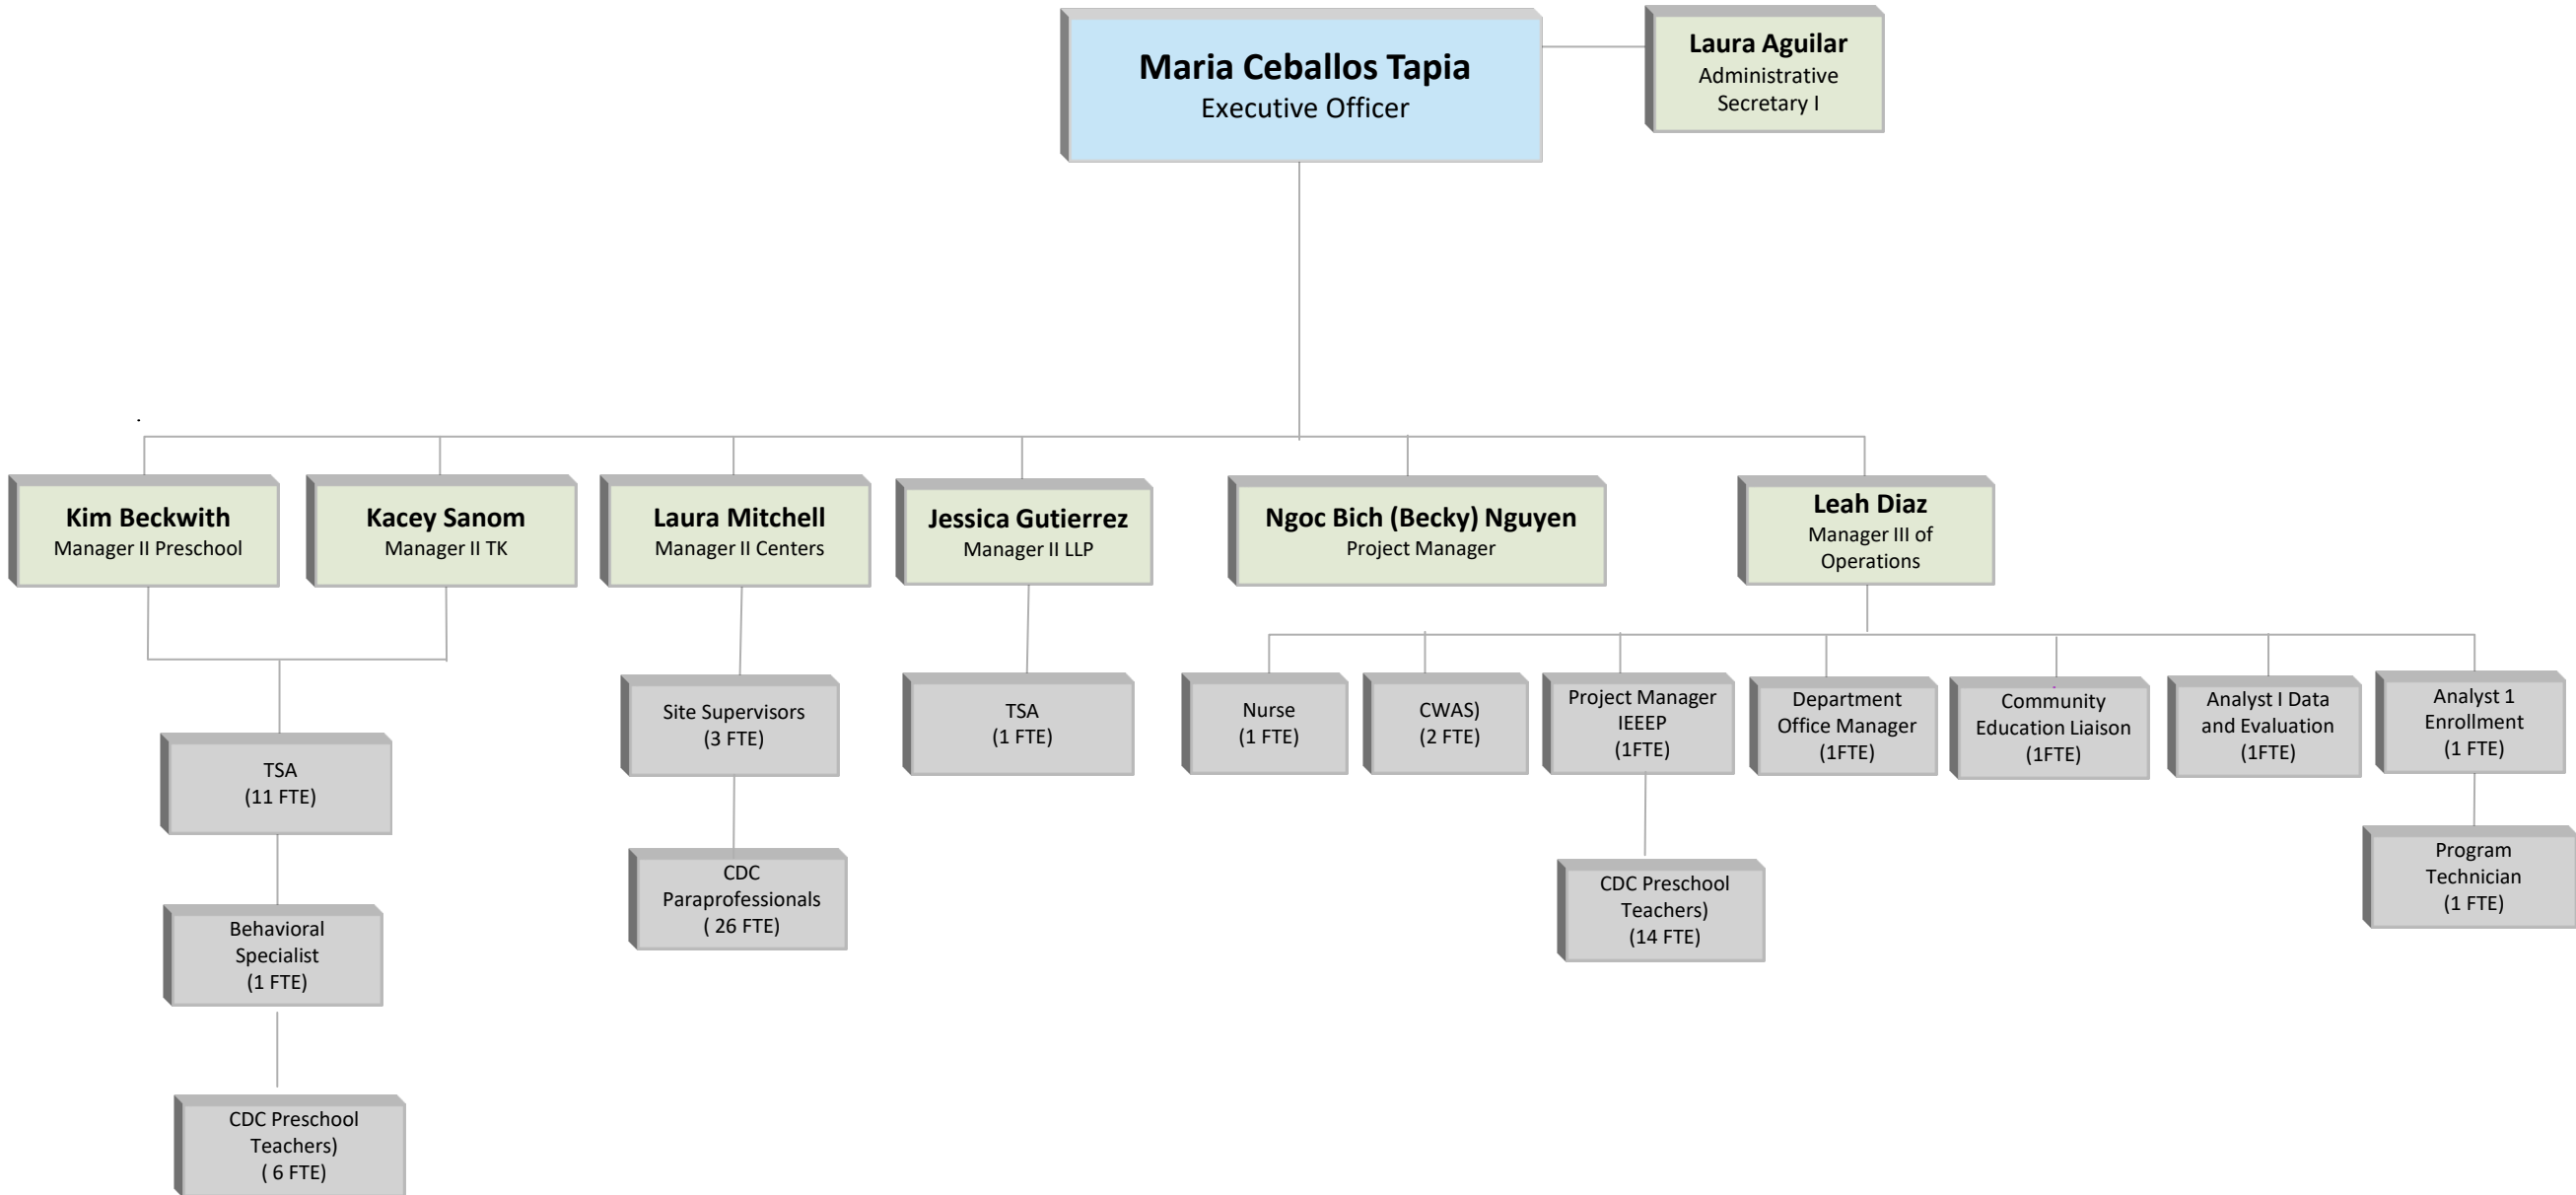 Maria Ceballos Tapia
Executive Officer
Laura Aguilar
Administrative
Secretary I
.
Kim Beckwith
Manager II Preschool
Kacey Sanom
Manager II TK
Laura Mitchell
Manager II Centers
Jessica Gutierrez
Manager II LLP
Ngoc Bich (Becky) Nguyen
Project Manager
Leah Diaz
Manager III of
Operations
TSA
(11 FTE)
Behavioral
Specialist
(1 FTE)
CDC Preschool
Teachers)
( 6 FTE)
Site Supervisors
(3 FTE)
CDC
Paraprofessionals
( 26 FTE)
TSA
(1 FTE)
Nurse
(1 FTE)
CWAS)
(2 FTE)
Project Manager
IEEEP
(1FTE)
CDC Preschool
Teachers)
(14 FTE)
Department
Office Manager
(1FTE)
Community
Education Liaison
(1FTE)
Analyst I Data
and Evaluation
(1FTE)
Analyst 1
Enrollment
(1 FTE)
Program
Technician
(1 FTE)